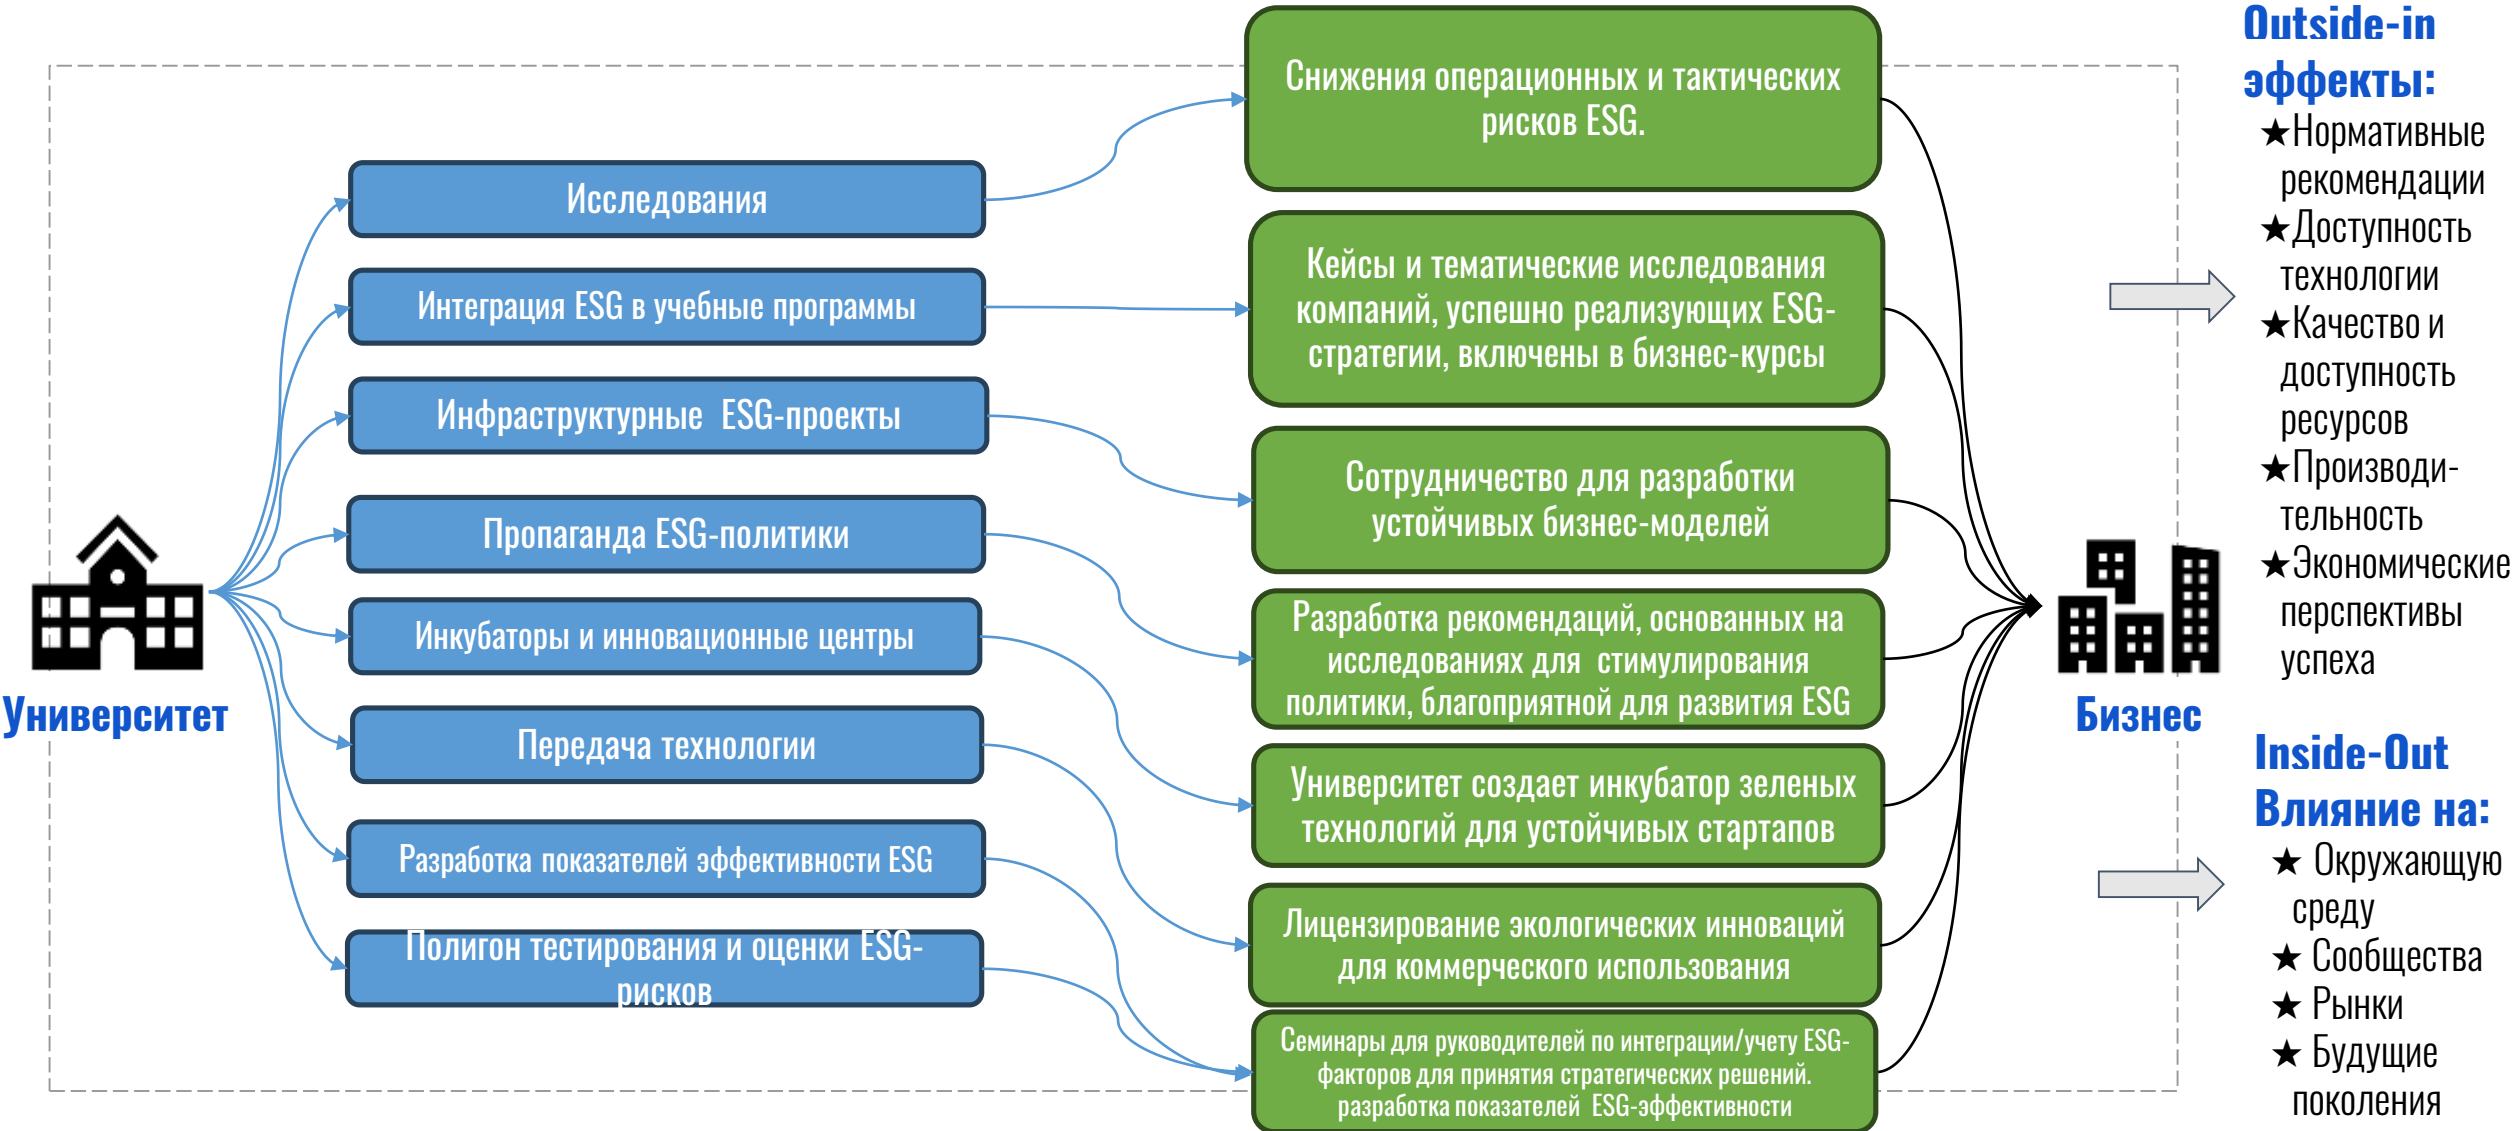 Университет
Исследования
Интеграция ESG в учебные программы
Инфраструктурные ESG-проекты
Пропаганда ESG-политики
Инкубаторы и инновационные центры
Передача технологии
Разработка показателей эффективности ESG
Полигон тестирования и оценки ESG-
рисков
Снижения операционных и тактических
рисков ESG.
Кейсы и тематические исследования
компаний, успешно реализующих ESG-
стратегии, включены в бизнес-курсы
Сотрудничество для разработки
устойчивых бизнес-моделей
Разработка рекомендаций, основанных на
исследованиях для стимулирования
политики, благоприятной для развития ESG
Университет создает инкубатор зеленых
технологий для устойчивых стартапов
Лицензирование экологических инноваций
для коммерческого использования
Семинары для руководителей по интеграции/учету ESG-
факторов для принятия стратегических решений.
разработка показателей ESG-эффективности
Бизнес
Outside-in
эффекты:
★Нормативные
рекомендации
★Доступность
технологии
★Качество и
доступность
ресурсов
★Производи-
тельность
★Экономические
перспективы
успеха
Inside-Out
Влияние на:
★ Окружающую
среду
★ Сообщества
★ Рынки
★ Будущие
поколения